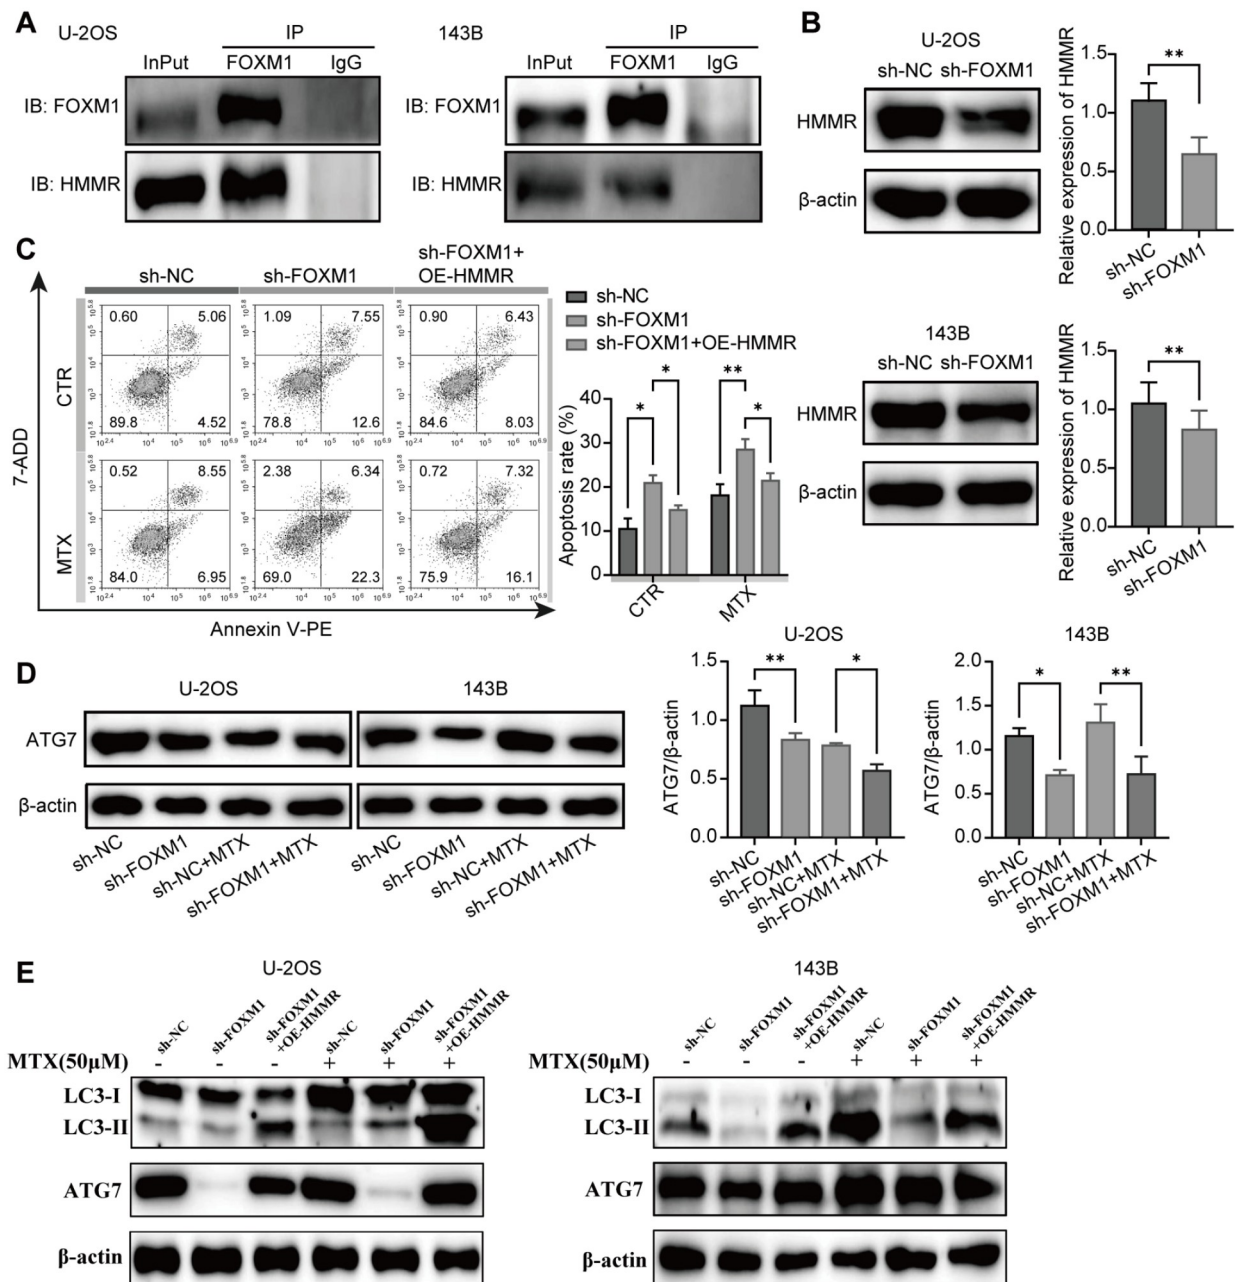 A
U-2OS
IP
InPut FOXM1 IgG
IB: FOXM1
IB: HMMR
143B
IP
InPut FOXM1 IgG
IB: FOXM1
IB: HMMR
B
U-2OS
sh-NC sh-FOXM1
HMMR
β-actin
Relative expression of HMMR
1.5
1.0
0.5
0.0
**
sh-NC
sh-FOXM1
143B
sh-NC sh-FOXM1
HMMR
β-actin
Relative expression of HMMR
1.5
1.0
0.5
0.0
**
sh-NC
sh-FOXM1
C
sh-NC
sh-FOXM1
sh-FOXM1+
OE-HMMR
7-ADD
CTR
0.60 5.06
89.8 4.52
1.09 7.55
78.8 12.6
0.90 6.43
84.6 8.03
MTX
0.52 8.55
84.0 6.95
2.38 6.34
69.0 22.3
0.72 7.32
75.9 16.1
Annexin V-PE
sh-NC
sh-FOXM1
sh-FOXM1+OE-HMMR
Apoptosis rate (%)
40
30
20
10
0
* * ** *
CTR
MTX
D
U-2OS
143B
ATG7
β-actin
sh-NC
sh-FOXM1
sh-NC+MTX
sh-FOXM1+MTX
sh-NC
sh-FOXM1
sh-NC+MTX
sh-FOXM1+MTX
U-2OS
ATG7/β-actin
1.5
1.0
0.5
0.0
** *
sh-NC
sh-FOXM1
sh-NC+MTX
sh-FOXM1+MTX
143B
ATG7/β-actin
2.0
1.5
1.0
0.5
0.0
* **
sh-NC
sh-FOXM1
sh-NC+MTX
sh-FOXM1+MTX
E
U-2OS
sh-NC
sh-FOXM1
sh-FOXM1
+OE-HMMR
sh-NC
sh-FOXM1
sh-FOXM1
+OE-HMMR
MTX(50μM) - - - + + +
LC3-I
LC3-II
ATG7
β-actin
143B
sh-NC
sh-FOXM1
sh-FOXM1
+OE-HMMR
sh-NC
sh-FOXM1
sh-FOXM1
+OE-HMMR
MTX(50μM) - - - + + +
LC3-I
LC3-II
ATG7
β-actin